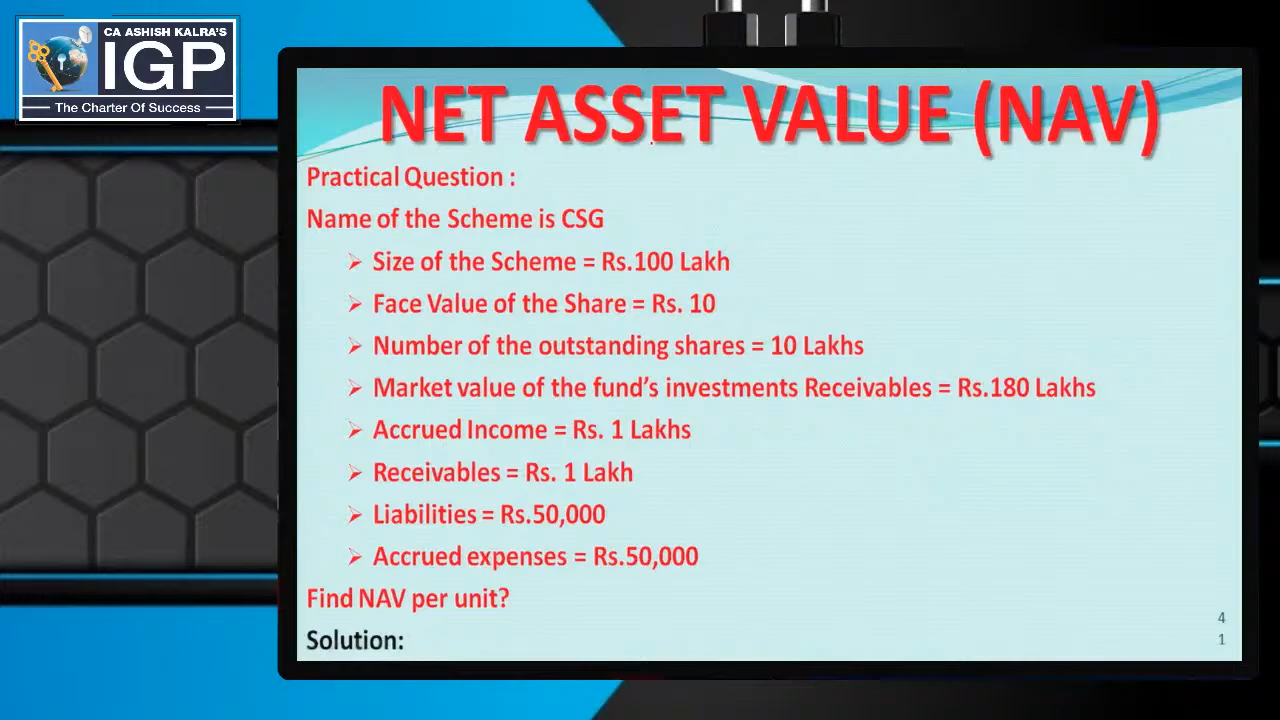 CA ASHISH KALRA'S
IGP
The Charter Of Success
NET ASSET VALUE (NAV)
Practical Question :
Name of the Scheme is CSG
➢ Size of the Scheme = Rs.100 Lakh
➢ Face Value of the Share = Rs. 10
➢ Number of the outstanding shares = 10 Lakhs
➢ Market value of the fund’s investments Receivables = Rs.180 Lakhs
➢ Accrued Income = Rs. 1 Lakhs
➢ Receivables = Rs. 1 Lakh
➢ Liabilities = Rs.50,000
➢ Accrued expenses = Rs.50,000
Find NAV per unit?
Solution:
4
1